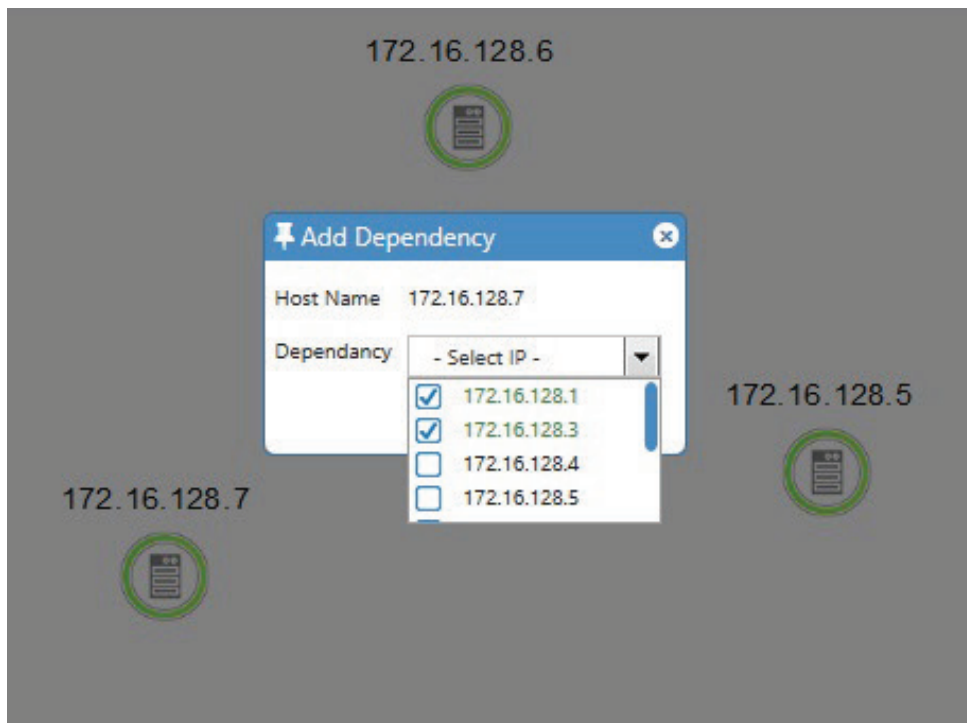 172.16.128.6
Add Dependency
Host Name 172.16.128.7
Dependancy - Select IP -
172.16.128.1
172.16.128.3
172.16.128.4
172.16.128.5
172.16.128.5
172.16.128.7